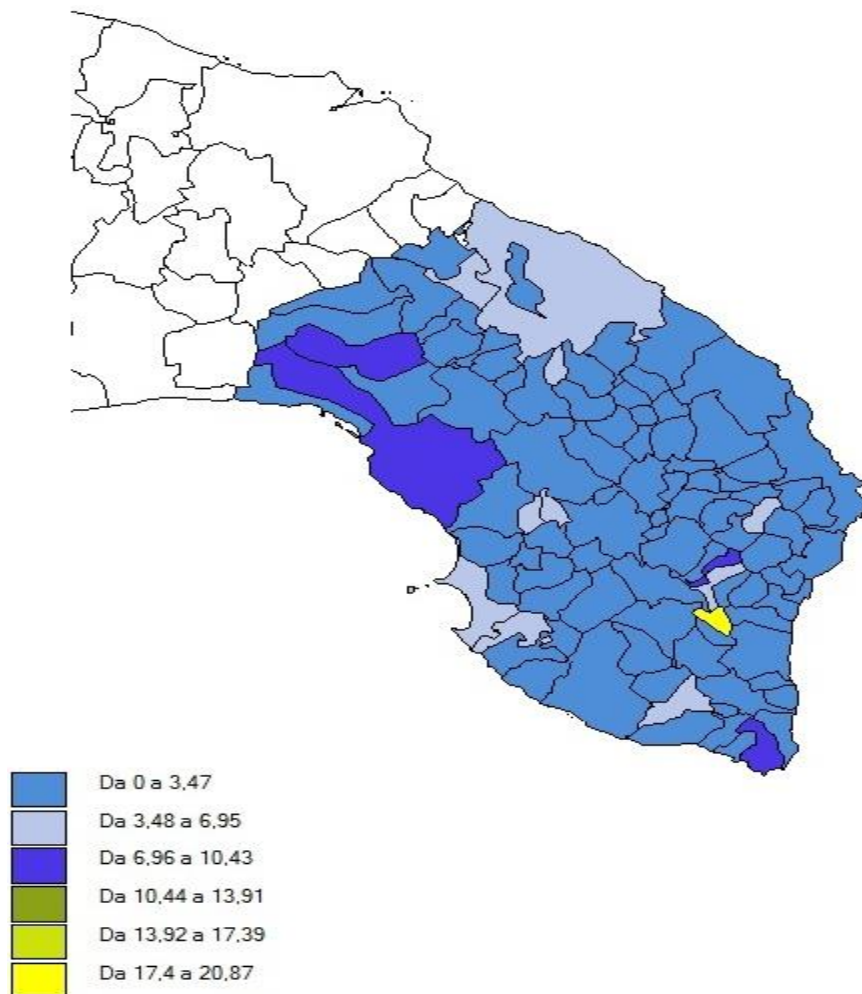 Da 0 a 3,47
Da 3,48 a 6,95
Da 6,96 a 10,43
Da 10,44 a 13,91
Da 13,92 a 17,39
Da 17,4 a 20,87